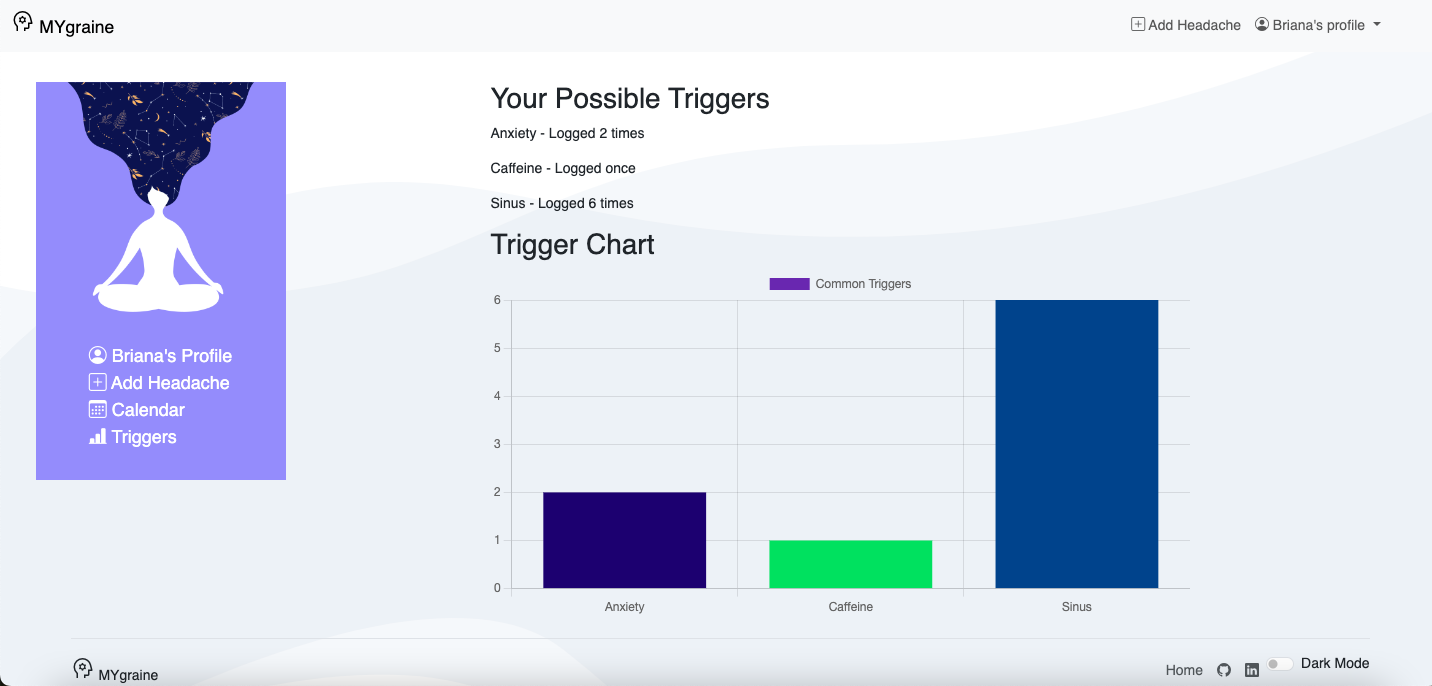 MYgraine
Add Headache
Briana's profile
Briana's Profile
Add Headache
Calendar
Triggers
Your Possible Triggers
Anxiety - Logged 2 times
Caffeine - Logged once
Sinus - Logged 6 times
Trigger Chart
Common Triggers
6
5
4
3
2
1
0
Anxiety
Caffeine
Sinus
MYgraine
Home
in
Dark Mode